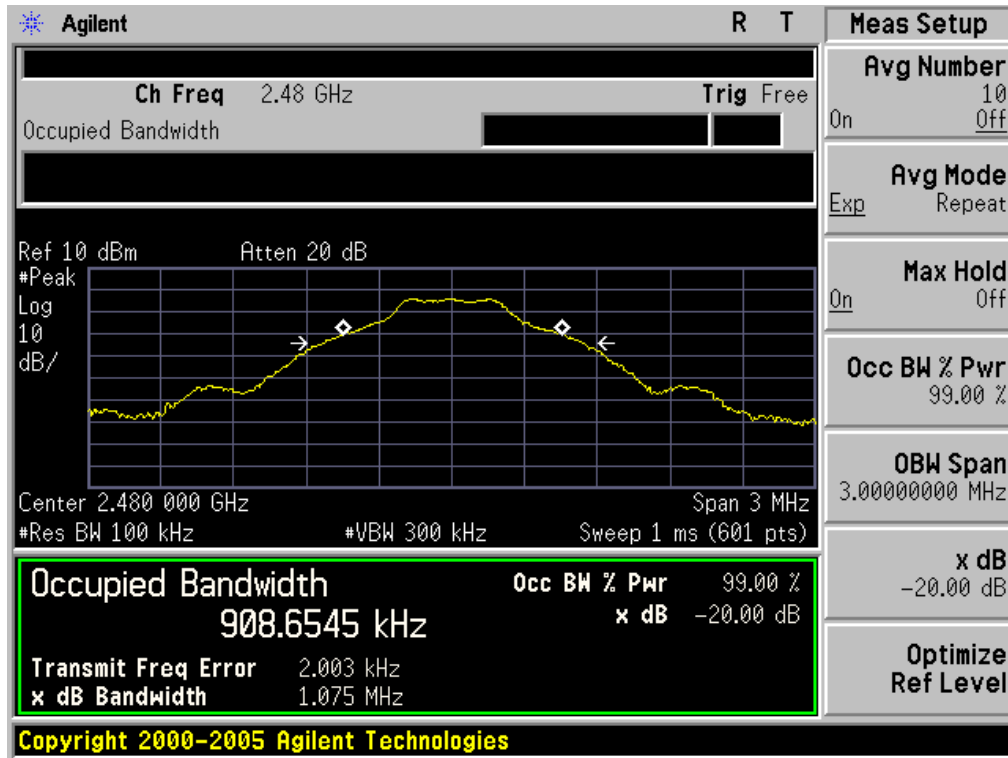 Agilent R T
Ch Freq 2.48 GHz Trig Free
Occupied Bandwidth
Ref 10 dBm Atten 20 dB
#Peak
Log
10
dB/
Center 2.480 000 GHz Span 3 MHz
#Res BW 100 kHz #VBW 300 kHz Sweep 1 ms (601 pts)
Occupied Bandwidth
908.6545 kHz
Occ BW % Pwr 99.00 %
x dB -20.00 dB
Transmit Freq Error 2.003 kHz
x dB Bandwidth 1.075 MHz
Copyright 2000-2005 Agilent Technologies
Meas Setup
Avg Number
10
On Off
Avg Mode
Exp Repeat
Max Hold
On Off
Occ BW % Pwr
99.00 %
OBW Span
3.00000000 MHz
x dB
-20.00 dB
Optimize
Ref Level